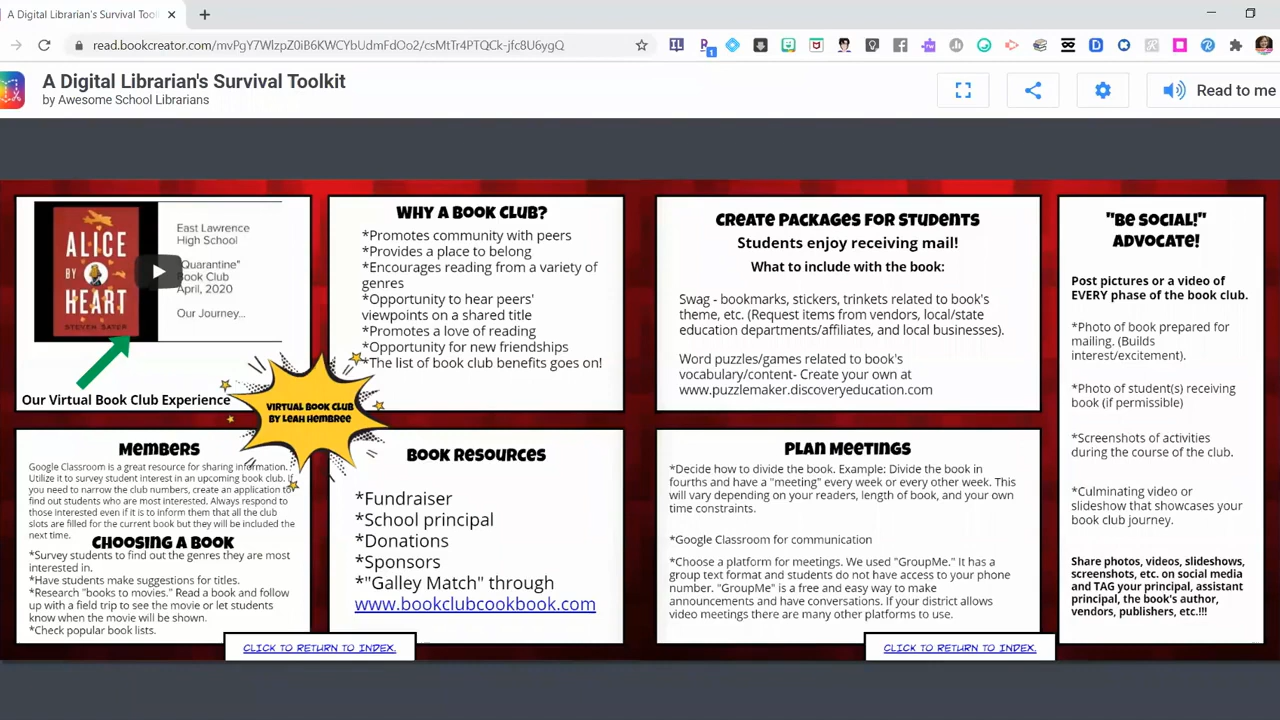 A Digital Librarian's Survival Tool
read.bookcreator.com/mvPgY7WlzpZ0iB6KWCYbUdmFdOo2/csMtTr4PTQCk-jfc8U6ygQ
A Digital Librarian's Survival Toolkit
by Awesome School Librarians
Read to me
ALICE
BY
HEART
STEVEN SATER
East Lawrence
High School
"Quarantine"
Book Club
April, 2020
Our Journey...
Our Virtual Book Club Experience
WHY A BOOK CLUB?
*Promotes community with peers
*Provides a place to belong
*Encourages reading from a variety of
genres
*Opportunity to hear peers'
viewpoints on a shared title
*Promotes a love of reading
*Opportunity for new friendships
*The list of book club benefits goes on!
VIRTUAL BOOK CLUB
BY LEAH HEMBREE
MEMBERS
Google Classroom is a great resource for sharing information.
Utilize it to survey student interest in an upcoming book club. If
you need to narrow the club numbers, create an application to
find out students who are most interested. Always respond to
those interested even if it is to inform them that all the club
slots are filled for the current book but they will be included the
next time.
CHOOSING A BOOK
*Survey students to find out the genres they are most
interested in.
*Have students make suggestions for titles.
*Research "books to movies." Read a book and follow
up with a field trip to see the movie or let students
know when the movie will be shown.
*Check popular book lists.
BOOK RESOURCES
*Fundraiser
*School principal
*Donations
*Sponsors
*"Galley Match" through
www.bookclubcookbook.com
CLICK TO RETURN TO INDEX.
CREATE PACKAGES FOR STUDENTS
Students enjoy receiving mail!
What to include with the book:
Swag - bookmarks, stickers, trinkets related to book's
theme, etc. (Request items from vendors, local/state
education departments/affiliates, and local businesses).
Word puzzles/games related to book's
vocabulary/content- Create your own at
www.puzzlemaker.discoveryeducation.com
PLAN MEETINGS
*Decide how to divide the book. Example: Divide the book in
fourths and have a "meeting" every week or every other week. This
will vary depending on your readers, length of book, and your own
time constraints.
*Google Classroom for communication
*Choose a platform for meetings. We used "GroupMe." It has a
group text format and students do not have access to your phone
number. "GroupMe" is a free and easy way to make
announcements and have conversations. If your district allows
video meetings there are many other platforms to use.
CLICK TO RETURN TO INDEX.
"BE SOCIAL!"
ADVOCATE!
Post pictures or a video of
EVERY phase of the book club.
*Photo of book prepared for
mailing. (Builds
interest/excitement).
*Photo of student(s) receiving
book (if permissible)
*Screenshots of activities
during the course of the club.
*Culminating video or
slideshow that showcases your
book club journey.
Share photos, videos, slideshows,
screenshots, etc. on social media
and TAG your principal, assistant
principal, the book's author,
vendors, publishers, etc.!!!